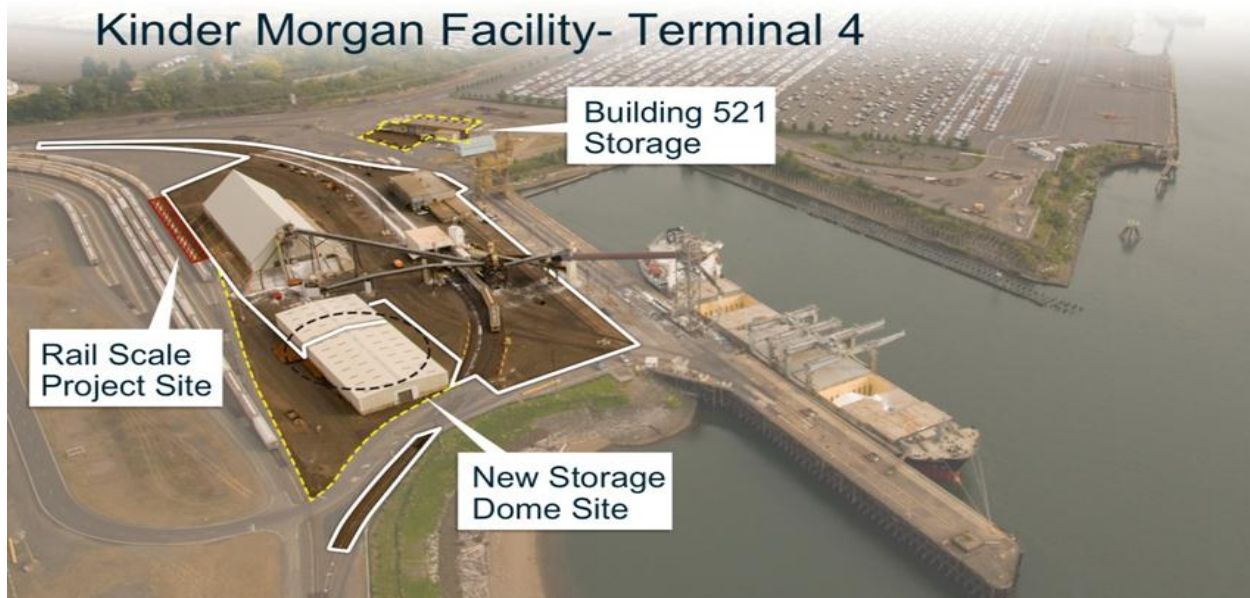 Kinder Morgan Facility- Terminal 4
Building 521
Storage
Rail Scale
Project Site
New Storage
Dome Site